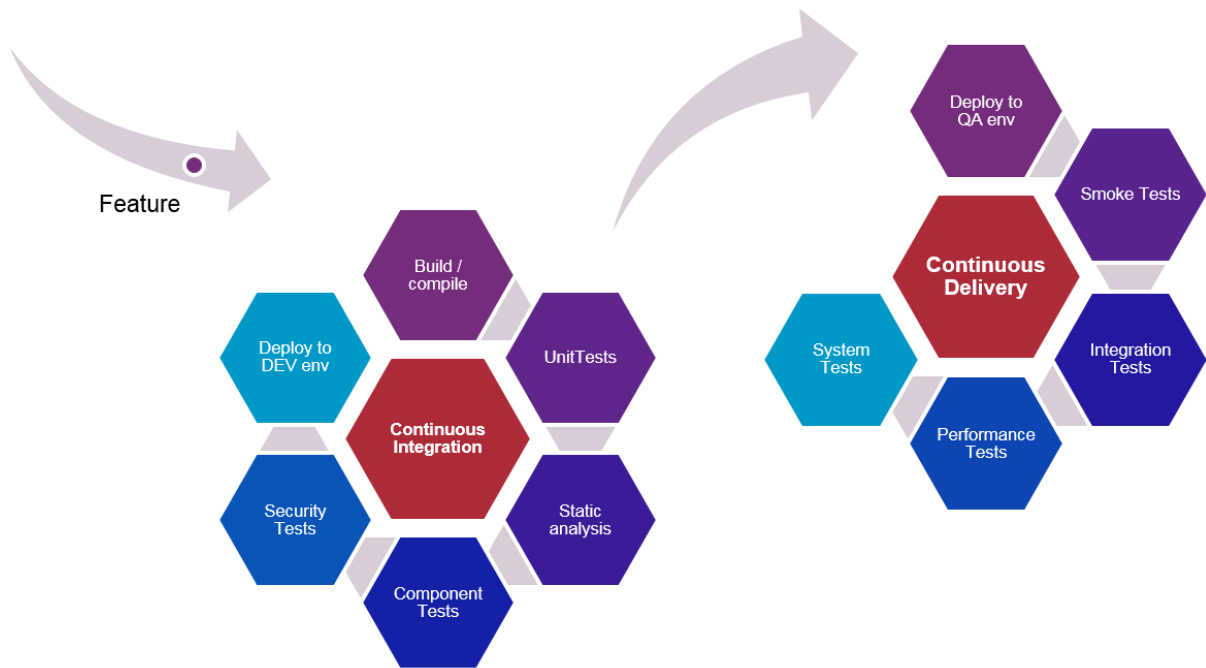 Feature
Build /
compile
UnitTests
Static
analysis
Component
Tests
Security
Tests
Deploy to
DEV env
Continuous
Integration
Deploy to
QA env
Smoke Tests
Integration
Tests
Performance
Tests
System
Tests
Continuous
Delivery